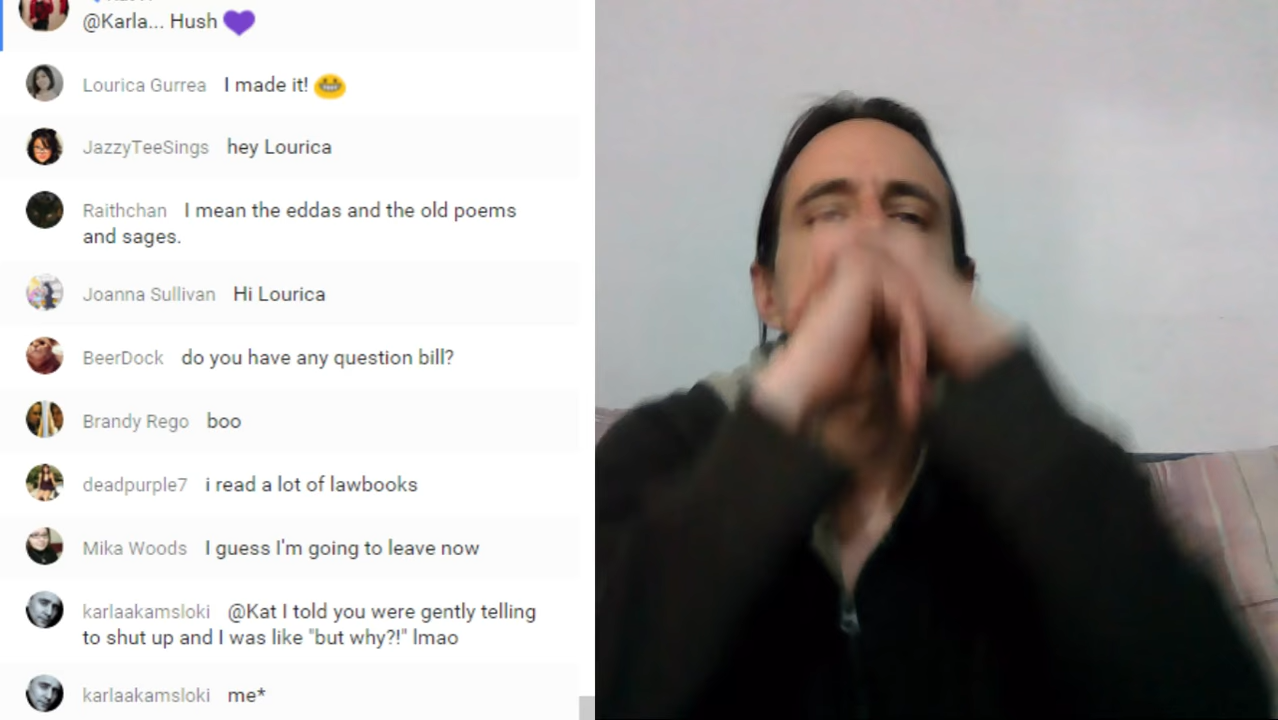 @Karla... Hush 💜
Lourica Gurrea I made it! 😁
JazzyTeeSings hey Lourica
Raithchan I mean the eddas and the old poems
and sages.
Joanna Sullivan Hi Lourica
BeerDock do you have any question bill?
Brandy Rego boo
deadpurple7 i read a lot of lawbooks
Mika Woods I guess I'm going to leave now
karlaakamsloki @Kat I told you were gently telling
to shut up and I was like "but why?!" lmao
karlaakamsloki me*